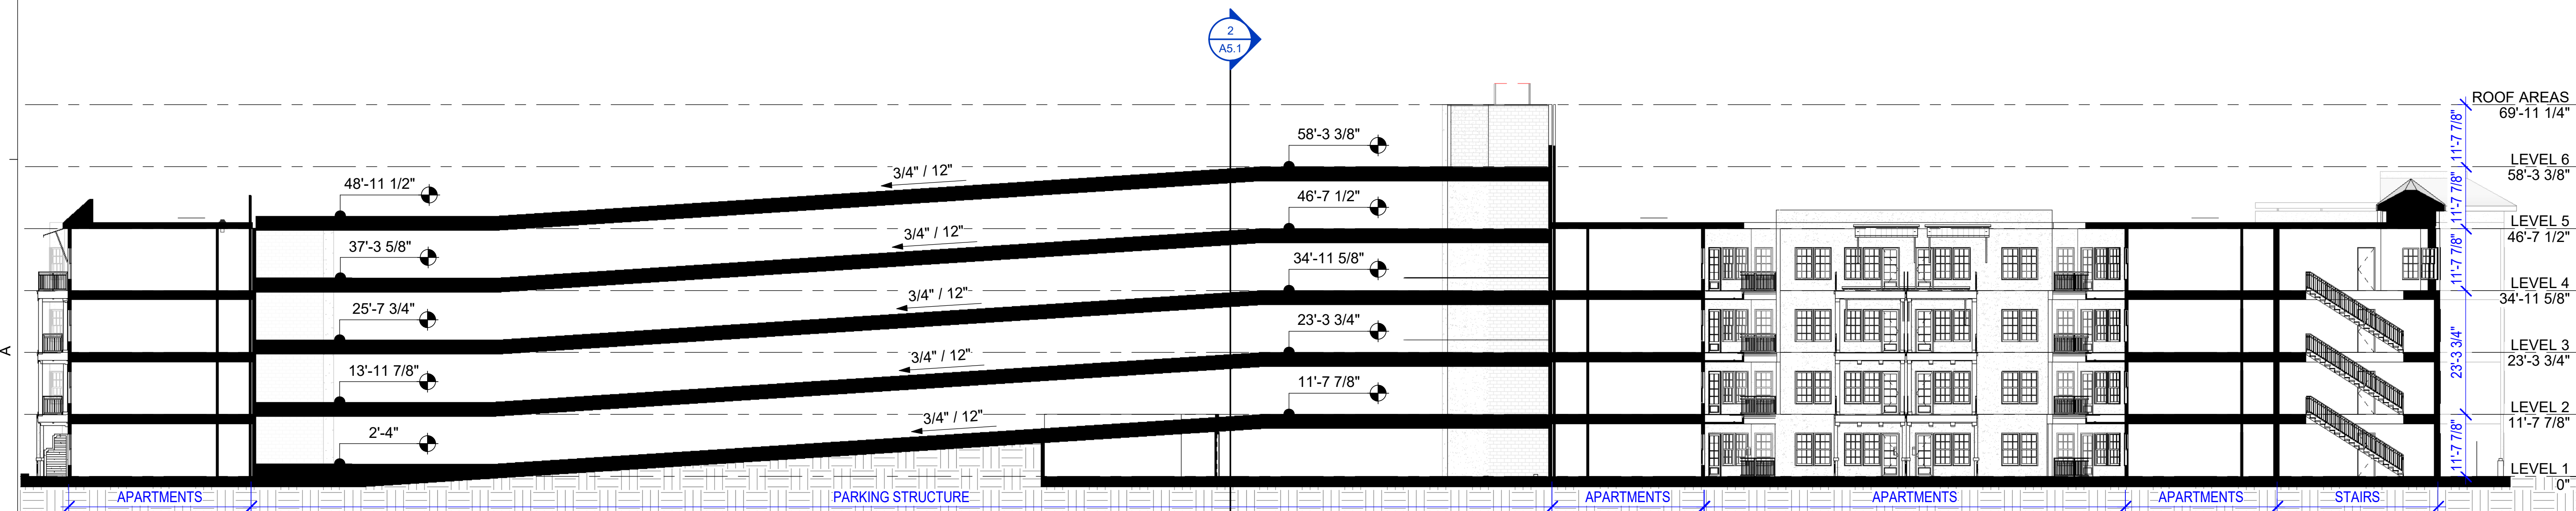 2
A5.1
ROOF AREAS
69'-11 1/4"
11'-7 7/8"
58'-3 3/8"
LEVEL 6
58'-3 3/8"
3/4" / 12"
48'-11 1/2"
46'-7 1/2"
11'-7 7/8"
LEVEL 5
46'-7 1/2"
3/4" / 12"
37'-3 5/8"
34'-11 5/8"
11'-7 7/8"
LEVEL 4
34'-11 5/8"
3/4" / 12"
25'-7 3/4"
23'-3 3/4"
23'-3 3/4"
LEVEL 3
23'-3 3/4"
A
3/4" / 12"
13'-11 7/8"
11'-7 7/8"
LEVEL 2
11'-7 7/8"
3/4" / 12"
2'-4"
11'-7 7/8"
LEVEL 1
0"
APARTMENTS
PARKING STRUCTURE
APARTMENTS
APARTMENTS
APARTMENTS
STAIRS